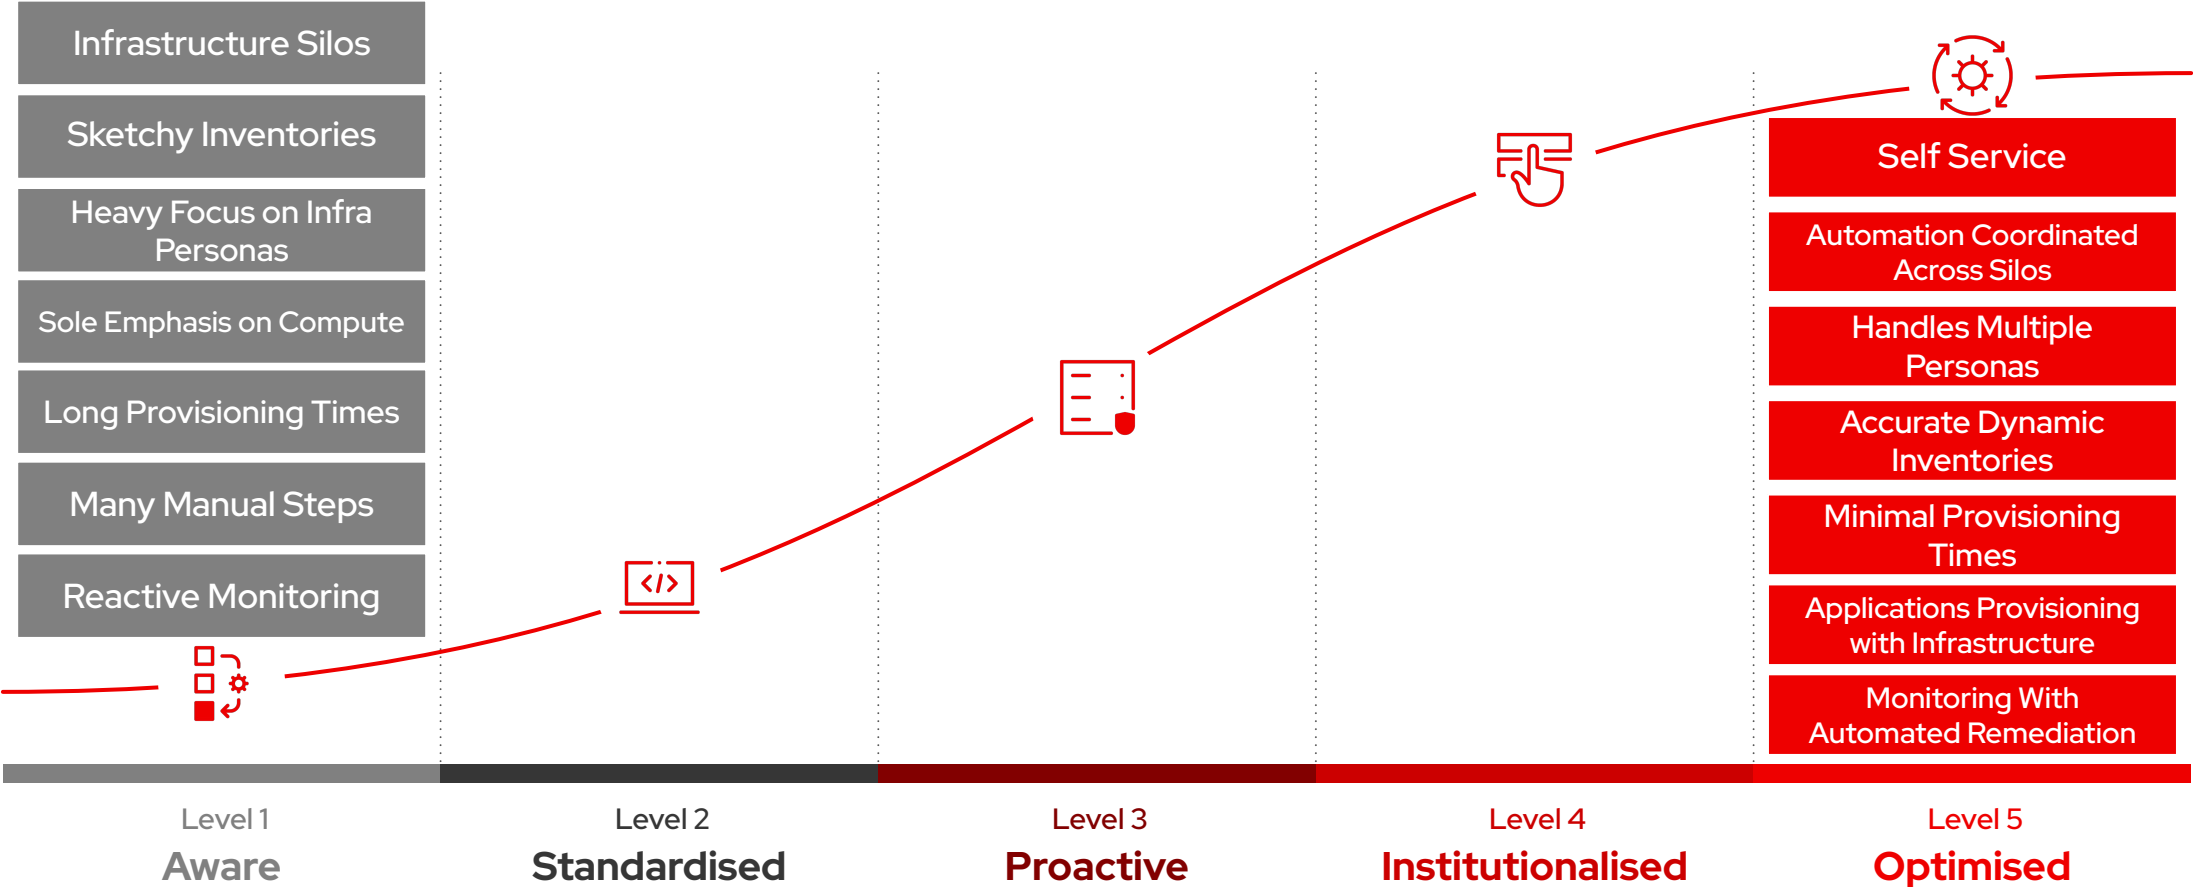 Infrastructure Silos
Sketchy Inventories
Heavy Focus on Infra
Personas
Sole Emphasis on Compute
Long Provisioning Times
Many Manual Steps
Reactive Monitoring
</>
Self Service
Automation Coordinated
Across Silos
Handles Multiple
Personas
Accurate Dynamic
Inventories
Minimal Provisioning
Times
Applications Provisioning
with Infrastructure
Monitoring With
Automated Remediation
Level 1
Aware
Level 2
Standardised
Level 3
Proactive
Level 4
Institutionalised
Level 5
Optimised